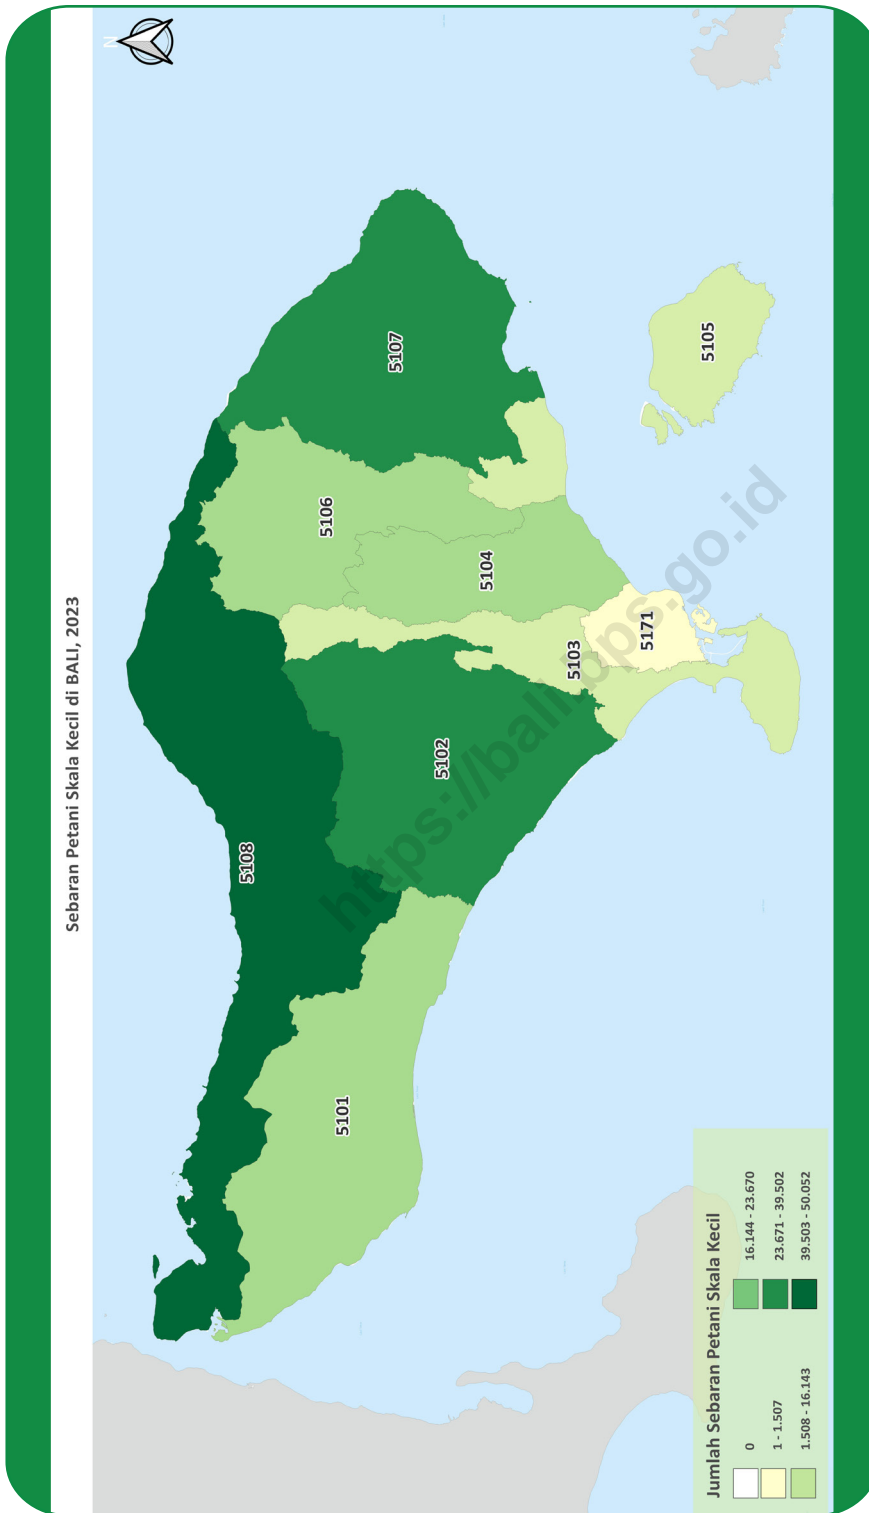 Sebaran Petani Skala Kecil di BALI, 2023
N
5108
5107
5106
5101
5102
5104
5103
5171
5105
https://bali.bps.go.id
Jumlah Sebaran Petani Skala Kecil
0
1 - 1.507
1.508 - 16.143
16.144 - 23.670
23.671 - 39.502
39.503 - 50.052